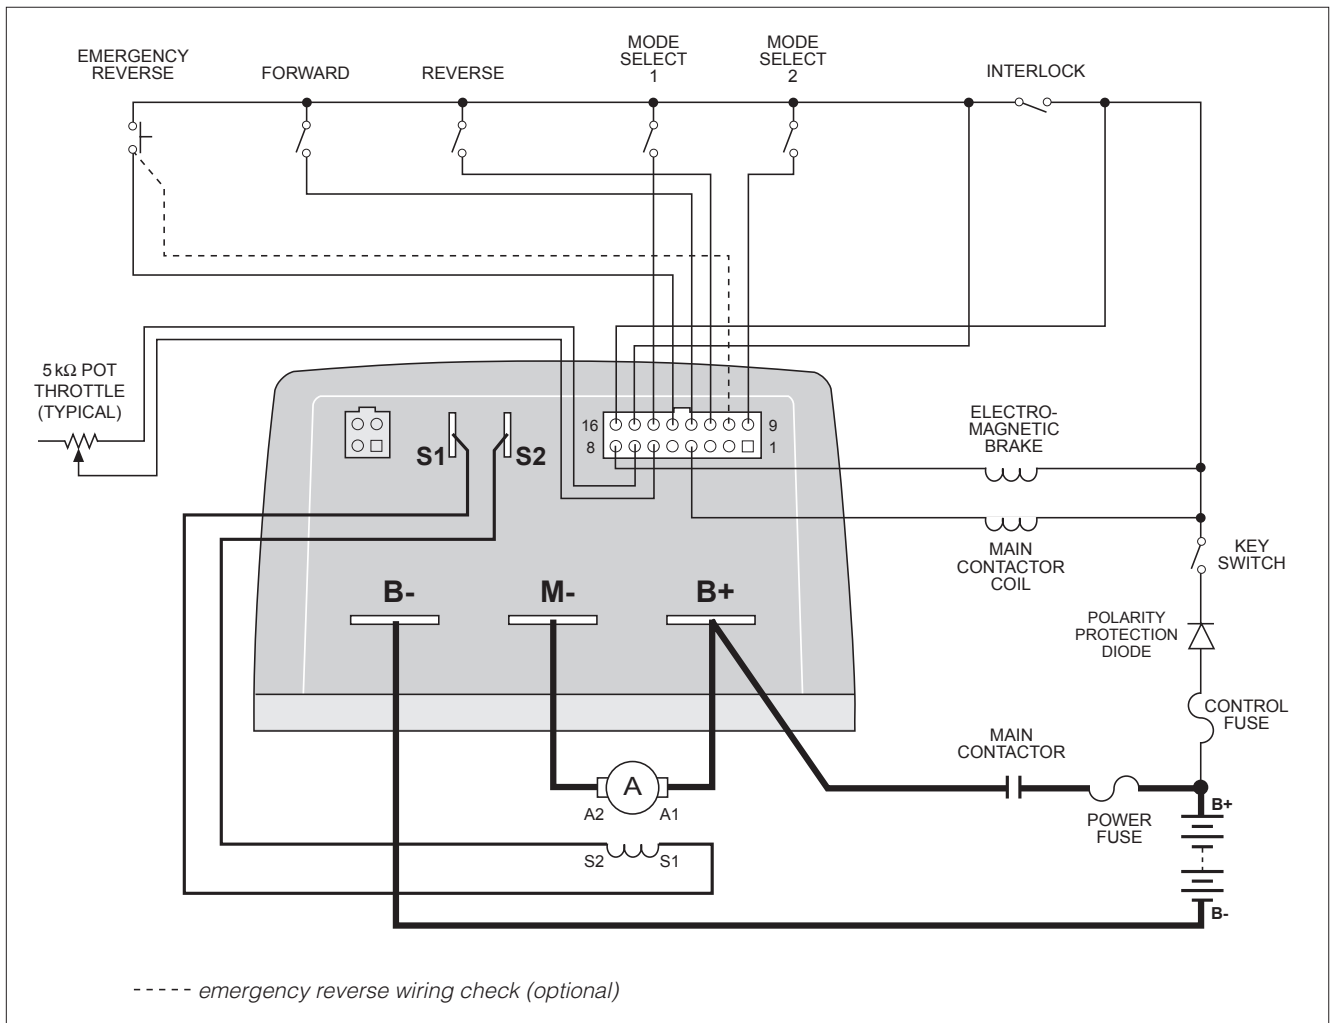 EMERGENCY
REVERSE
FORWARD
REVERSE
MODE
SELECT
1
MODE
SELECT
2
INTERLOCK
5 kΩ POT
THROTTLE
(TYPICAL)
16
9
8
1
S1
S2
ELECTRO-
MAGNETIC
BRAKE
MAIN
CONTACTOR
COIL
KEY
SWITCH
B-
M-
B+
POLARITY
PROTECTION
DIODE
CONTROL
FUSE
MAIN
CONTACTOR
A
A2
A1
POWER
FUSE
B+
S2
S1
B-
emergency reverse wiring check (optional)